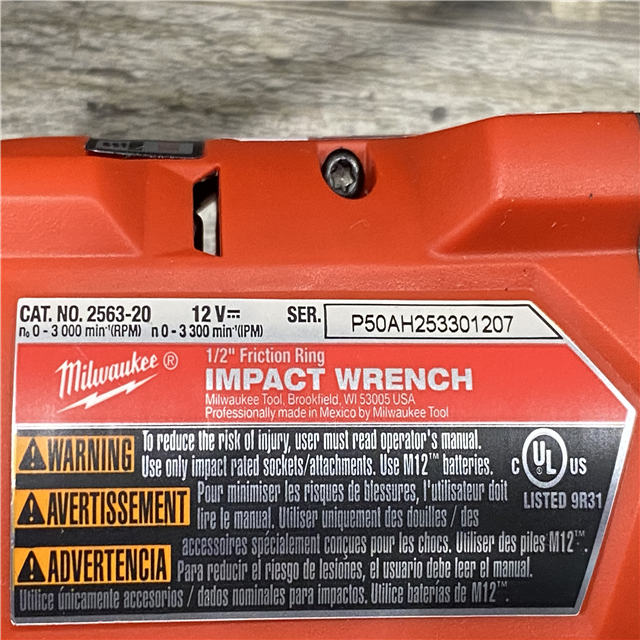 CAT. NO. 2563-20 12 V⎓ SER. P50AH253301207
n₀ 0 - 3 000 min⁻¹(RPM) n 0 - 3 300 min⁻¹(IPM)
Milwaukee®
1/2" Friction Ring
IMPACT WRENCH
Milwaukee Tool, Brookfield, WI 53005 USA
Professionally made in Mexico by Milwaukee Tool
WARNING To reduce the risk of injury, user must read operator's manual.
Use only impact rated sockets/attachments. Use M12™ batteries.
AVERTISSEMENT Pour minimiser les risques de blessures, l'utilisateur doit
lire le manual. Utiliser uniquement des douilles / des
accessoires spécialement conçues pour les chocs. Utiliser des piles M12™.
ADVERTENCIA Para reducir el riesgo de lesiones, el usuario debe leer el manual.
Utilice únicamente accesorios / dados nominales para impactos. Utilice baterías de M12™
C UL US
LISTED 9R31